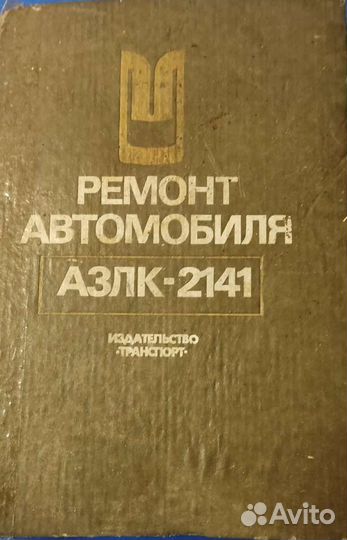 РЕМОНТ
АВТОМОБИЛЯ
АЗЛК-2141
ИЗДАТЕЛЬСТВО
·ТРАНСПОРТ·
Avito